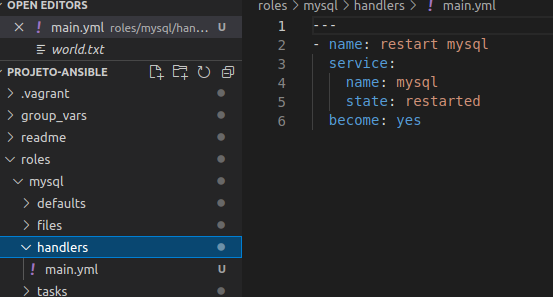 OPEN EDITORS
main.yml roles/mysql/han... U
world.txt
PROJETO-ANSIBLE
.vagrant
group_vars
readme
roles
mysql
defaults
files
handlers
main.yml U
tasks
roles > mysql > handlers > ! main.yml
1 ---
2 - name: restart mysql
3 service:
4 name: mysql
5 state: restarted
6 become: yes